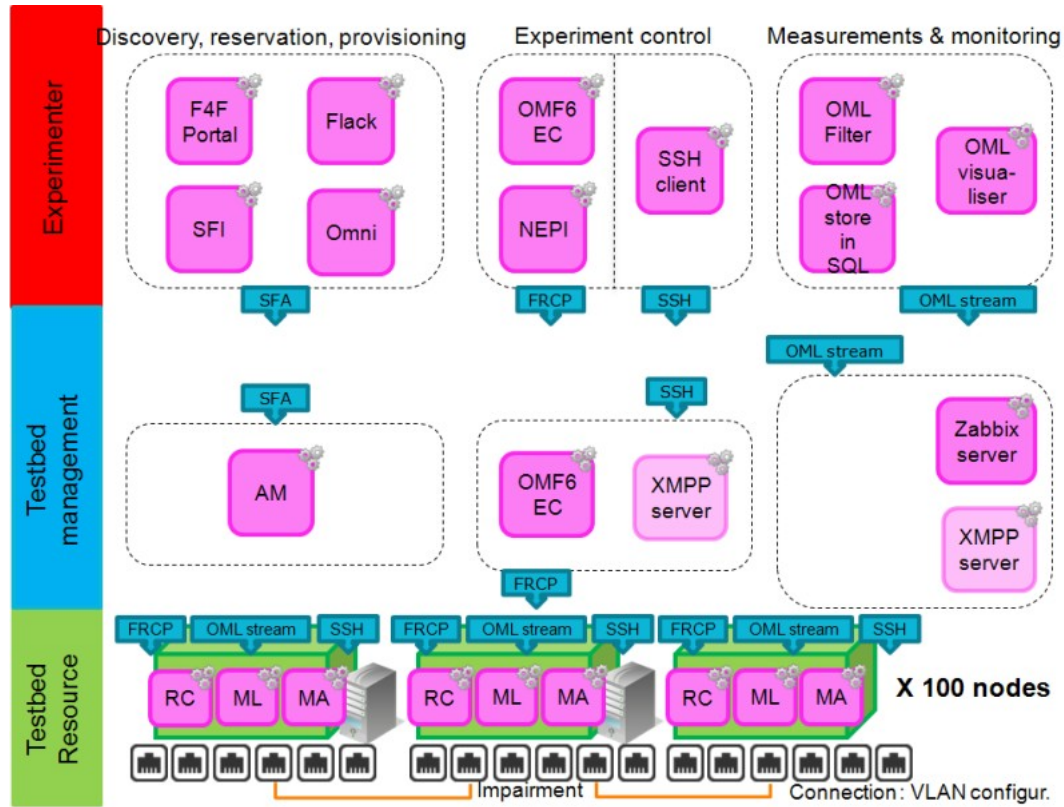 Experimenter
Discovery, reservation, provisioning
Experiment control
Measurements & monitoring
F4F
Portal
Flack
SFI
Omni
OMF6
EC
NEPI
SSH
client
OML
Filter
OML
store
in
SQL
OML
visua-
liser
SFA
FRCP
SSH
OML stream
Testbed
management
OML stream
SFA
SSH
AM
OMF6
EC
XMPP
server
Zabbix
server
XMPP
server
FRCP
Testbed
Resource
FRCP
OML stream
SSH
FRCP
OML stream
SSH
FRCP
OML stream
SSH
RC
ML
MA
RC
ML
MA
RC
ML
MA
X 100 nodes
Impairment
Connection: VLAN configur.